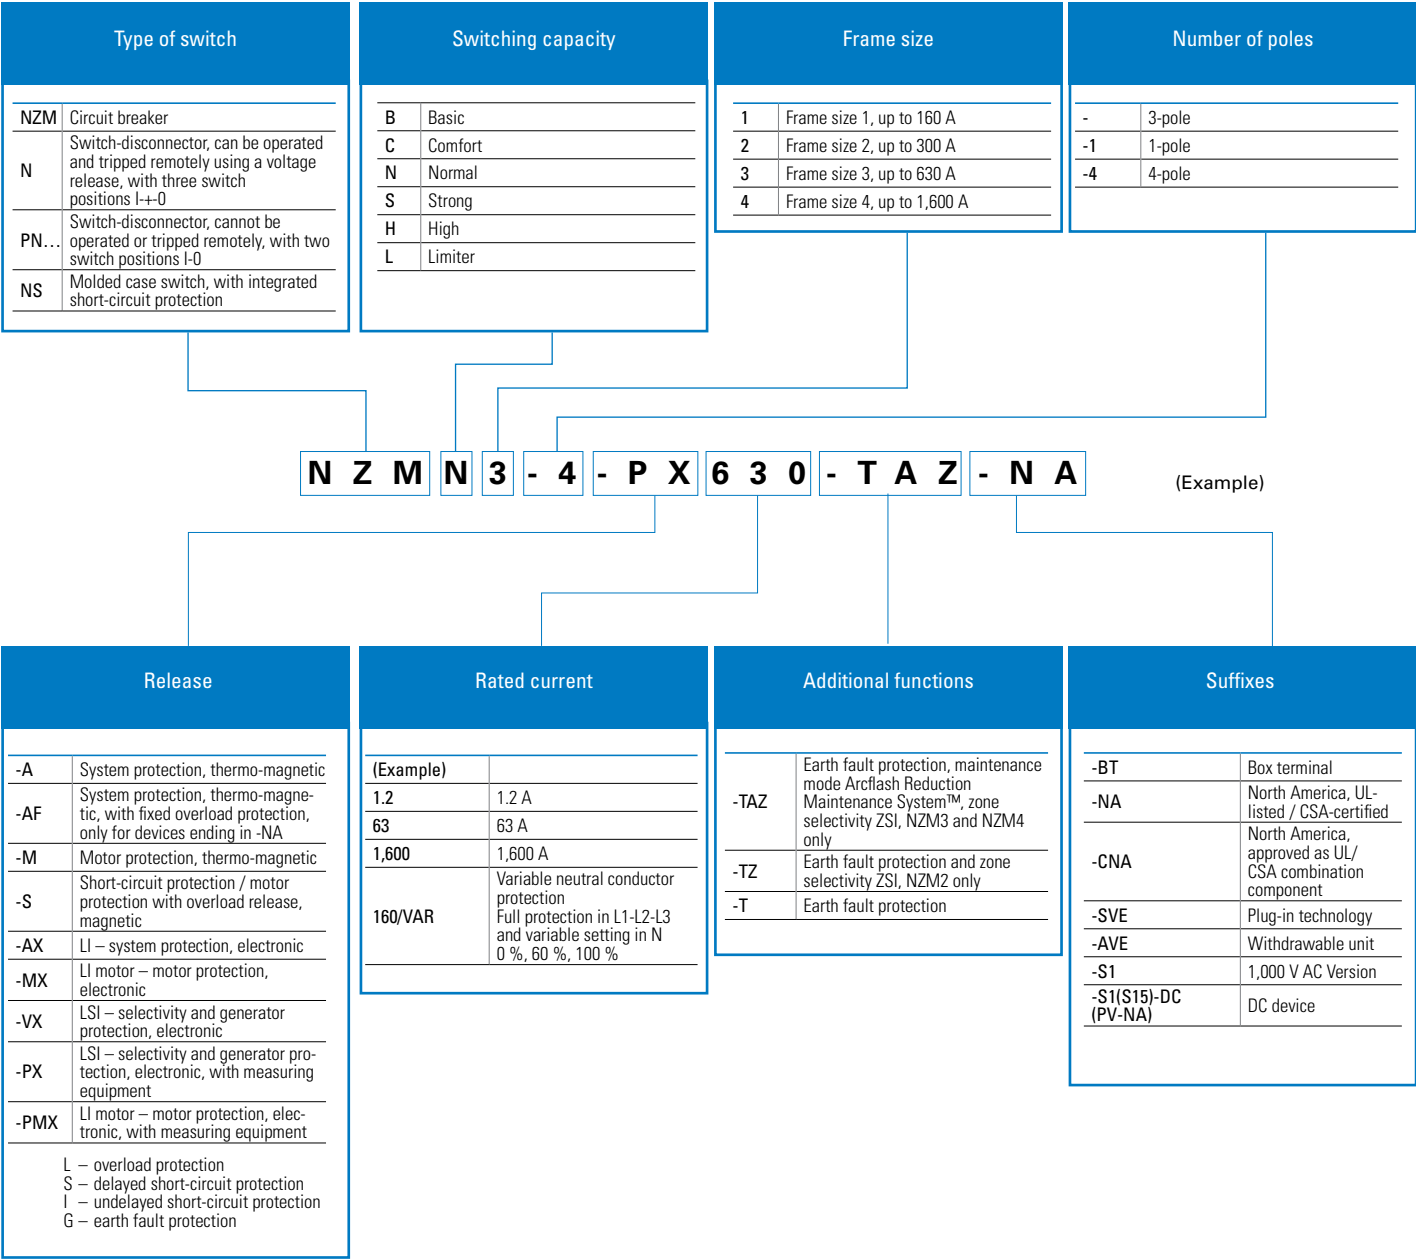 Type of switch
NZM Circuit breaker
N Switch-disconnector, can be operated
and tripped remotely using a voltage
release, with three switch
positions I-+-0
PN… Switch-disconnector, cannot be
operated or tripped remotely, with two
switch positions I-0
NS Molded case switch, with integrated
short-circuit protection
Switching capacity
B Basic
C Comfort
N Normal
S Strong
H High
L Limiter
Frame size
1 Frame size 1, up to 160 A
2 Frame size 2, up to 300 A
3 Frame size 3, up to 630 A
4 Frame size 4, up to 1,600 A
Number of poles
- 3-pole
-1 1-pole
-4 4-pole
NZM N 3 -4 -PX 630 -TAZ -NA (Example)
Release
-A System protection, thermo-magnetic
-AF System protection, thermo-magne-
tic, with fixed overload protection,
only for devices ending in -NA
-M Motor protection, thermo-magnetic
-S Short-circuit protection / motor
protection with overload release,
magnetic
-AX LI – system protection, electronic
-MX LI motor – motor protection,
electronic
-VX LSI – selectivity and generator
protection, electronic
-PX LSI – selectivity and generator pro-
tection, electronic, with measuring
equipment
-PMX LI motor – motor protection, elec-
tronic, with measuring equipment
L – overload protection
S – delayed short-circuit protection
I – undelayed short-circuit protection
G – earth fault protection
Rated current
(Example)
1.2 1.2 A
63 63 A
1,600 1,600 A
160/VAR Variable neutral conductor
protection
Full protection in L1-L2-L3
and variable setting in N
0 %, 60 %, 100 %
Additional functions
-TAZ Earth fault protection, maintenance
mode Arcflash Reduction
Maintenance System™, zone
selectivity ZSI, NZM3 and NZM4
only
-TZ Earth fault protection and zone
selectivity ZSI, NZM2 only
-T Earth fault protection
Suffixes
-BT Box terminal
-NA North America, UL-
listed / CSA-certified
-CNA North America,
approved as UL/
CSA combination
component
-SVE Plug-in technology
-AVE Withdrawable unit
-S1 1,000 V AC Version
-S1(S15)-DC
(PV-NA) DC device